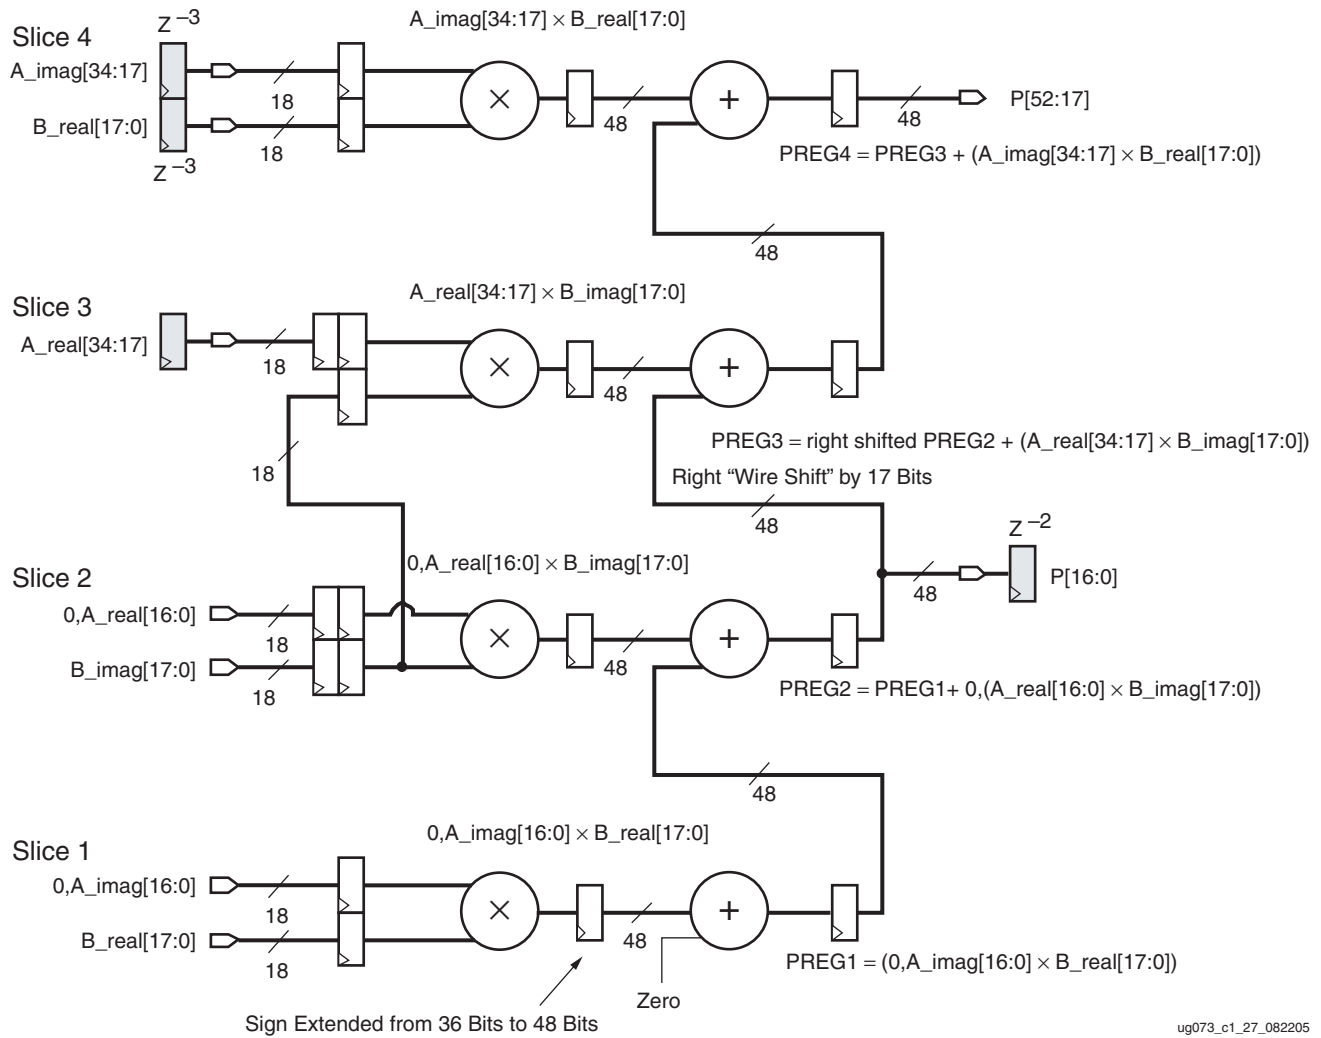 A_imag[34:17] × B_real[17:0]
Z⁻³
Slice 4
A_imag[34:17]
18
48
48
P[52:17]
B_real[17:0]
18
Z⁻³
PREG4 = PREG3 + (A_imag[34:17] × B_real[17:0])
48
A_real[34:17] × B_imag[17:0]
Slice 3
A_real[34:17]
18
48
18
PREG3 = right shifted PREG2 + (A_real[34:17] × B_imag[17:0])
Right “Wire Shift” by 17 Bits
48
Z⁻²
48
P[16:0]
0,A_real[16:0] × B_imag[17:0]
Slice 2
0,A_real[16:0]
18
48
B_imag[17:0]
18
PREG2 = PREG1+ 0,(A_real[16:0] × B_imag[17:0])
48
0,A_imag[16:0] × B_real[17:0]
Slice 1
0,A_imag[16:0]
18
48
B_real[17:0]
18
PREG1 = (0,A_imag[16:0] × B_real[17:0])
Zero
Sign Extended from 36 Bits to 48 Bits
ug073_c1_27_082205